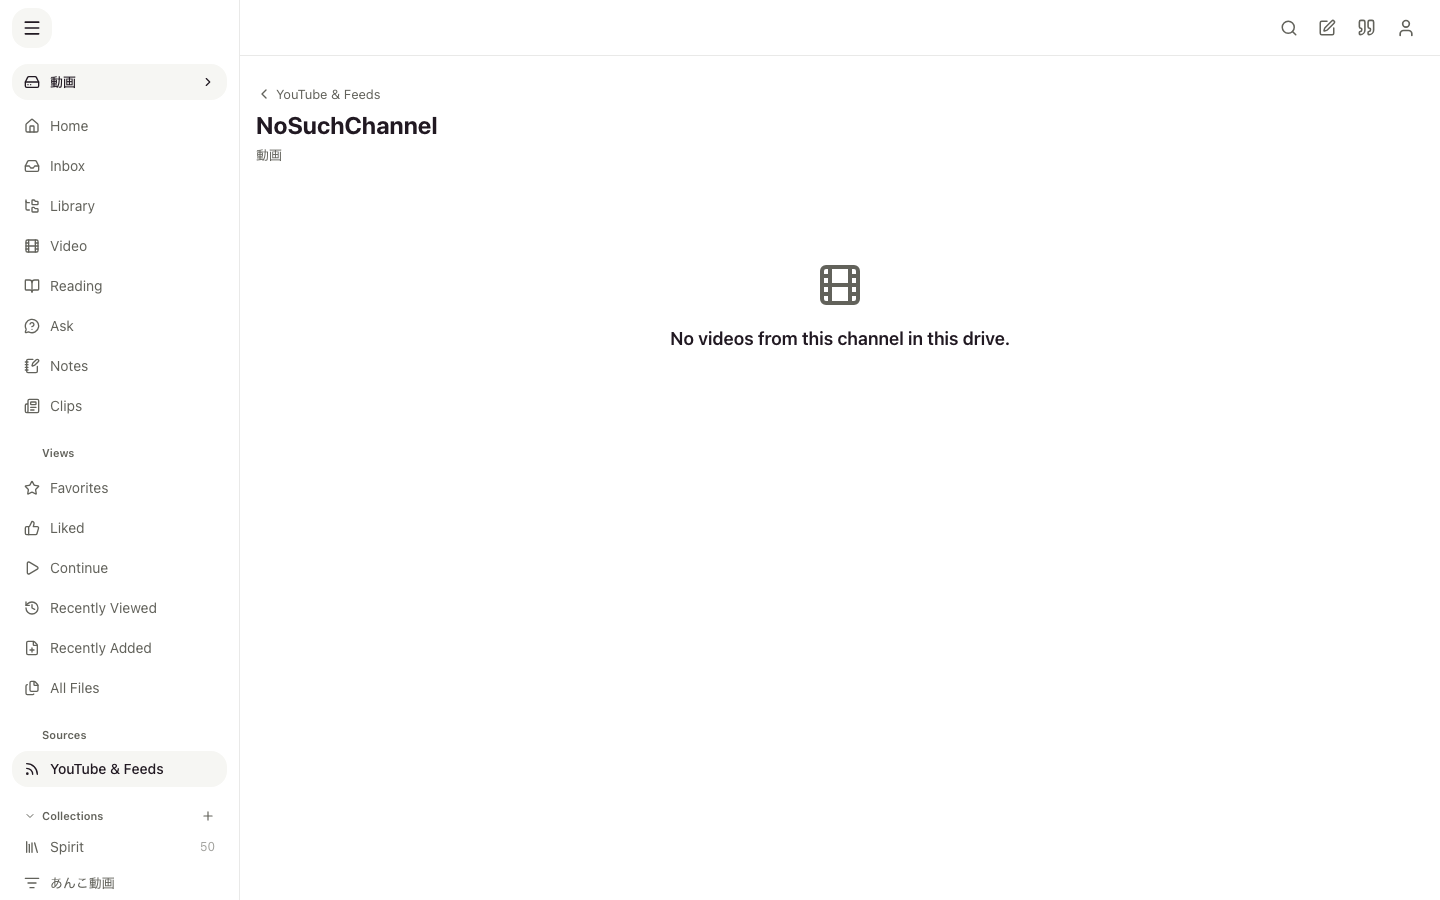 動画
Home
Inbox
Library
Video
Reading
Ask
Notes
Clips
Views
Favorites
Liked
Continue
Recently Viewed
Recently Added
All Files
Sources
YouTube & Feeds
Collections
Spirit 50
あんこ動画
YouTube & Feeds
NoSuchChannel
動画
No videos from this channel in this drive.